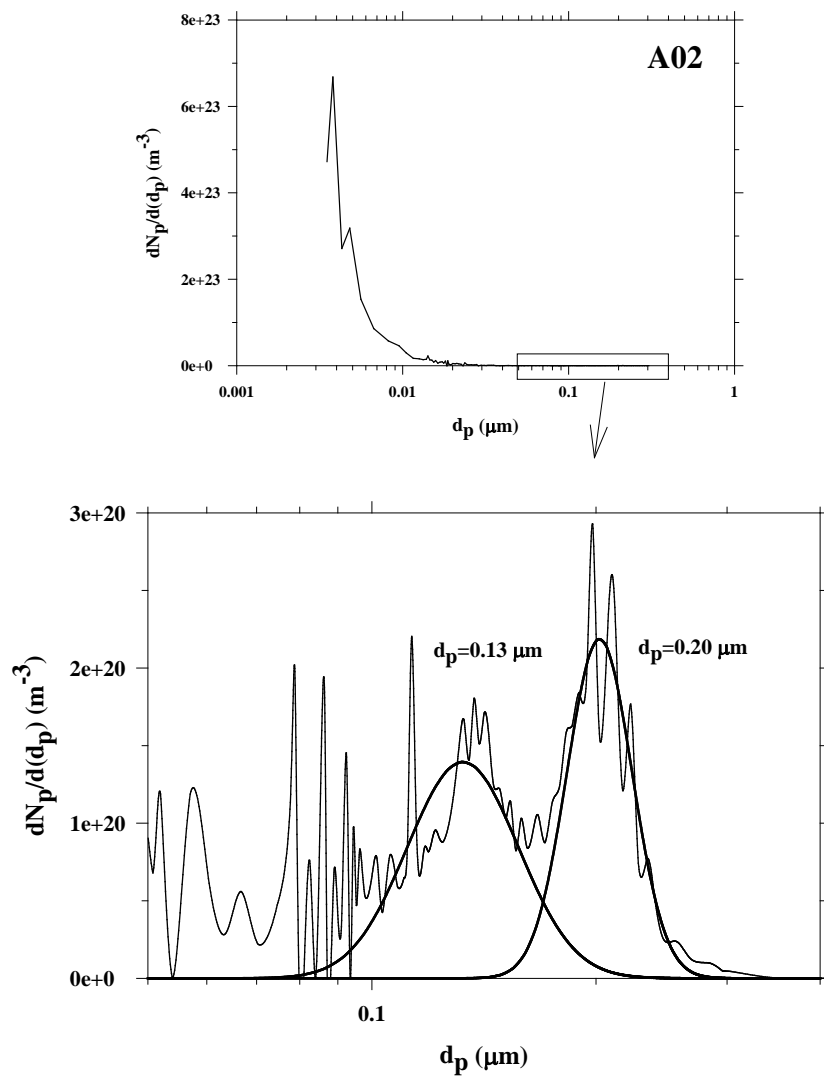 8e+23
A02
6e+23
4e+23
2e+23
0e+0
dNp/d(dp) (m-3)
0.001 0.01 0.1 1
dp (μm)
3e+20
dp=0.13 μm dp=0.20 μm
2e+20
1e+20
0e+0
dNp/d(dp) (m-3)
0.1
dp (μm)